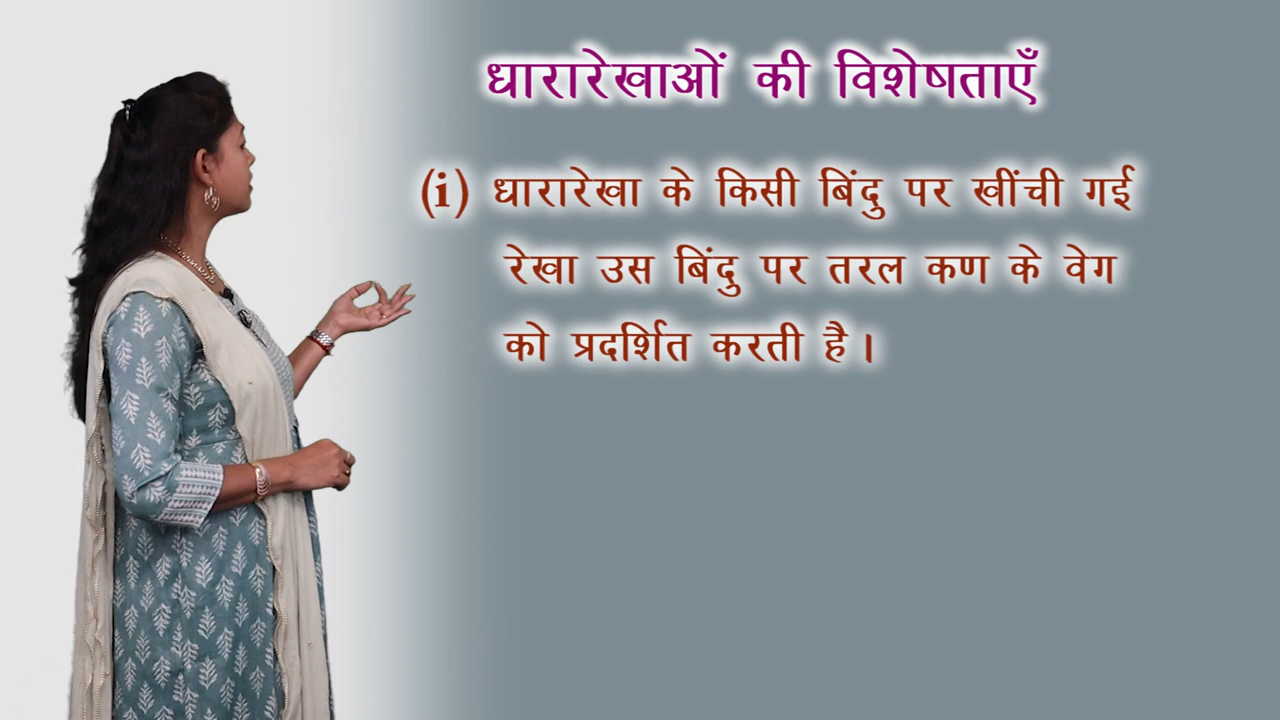 धारारेखाओं की विशेषताएँ
(i) धारारेखा के किसी बिंदु पर खींची गई
रेखा उस बिंदु पर तरल कण के वेग
को प्रदर्शित करती है।